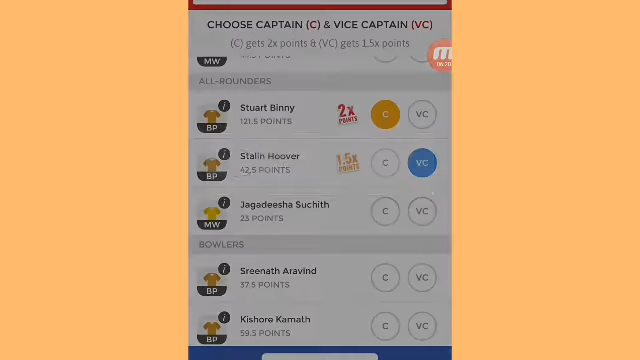 CHOOSE CAPTAIN (C) & VICE CAPTAIN (VC)
(C) gets 2x points & (VC) gets 1.5x points
MW
ALL-ROUNDERS
Stuart Binny
121.5 POINTS
BP
i
2x
POINTS
C
VC
Stalin Hoover
42.5 POINTS
BP
i
1.5x
POINTS
C
VC
Jagadeesha Suchith
23 POINTS
MW
i
C
VC
BOWLERS
Sreenath Aravind
37.5 POINTS
BP
i
C
VC
Kishore Kamath
59.5 POINTS
BP
i
C
VC